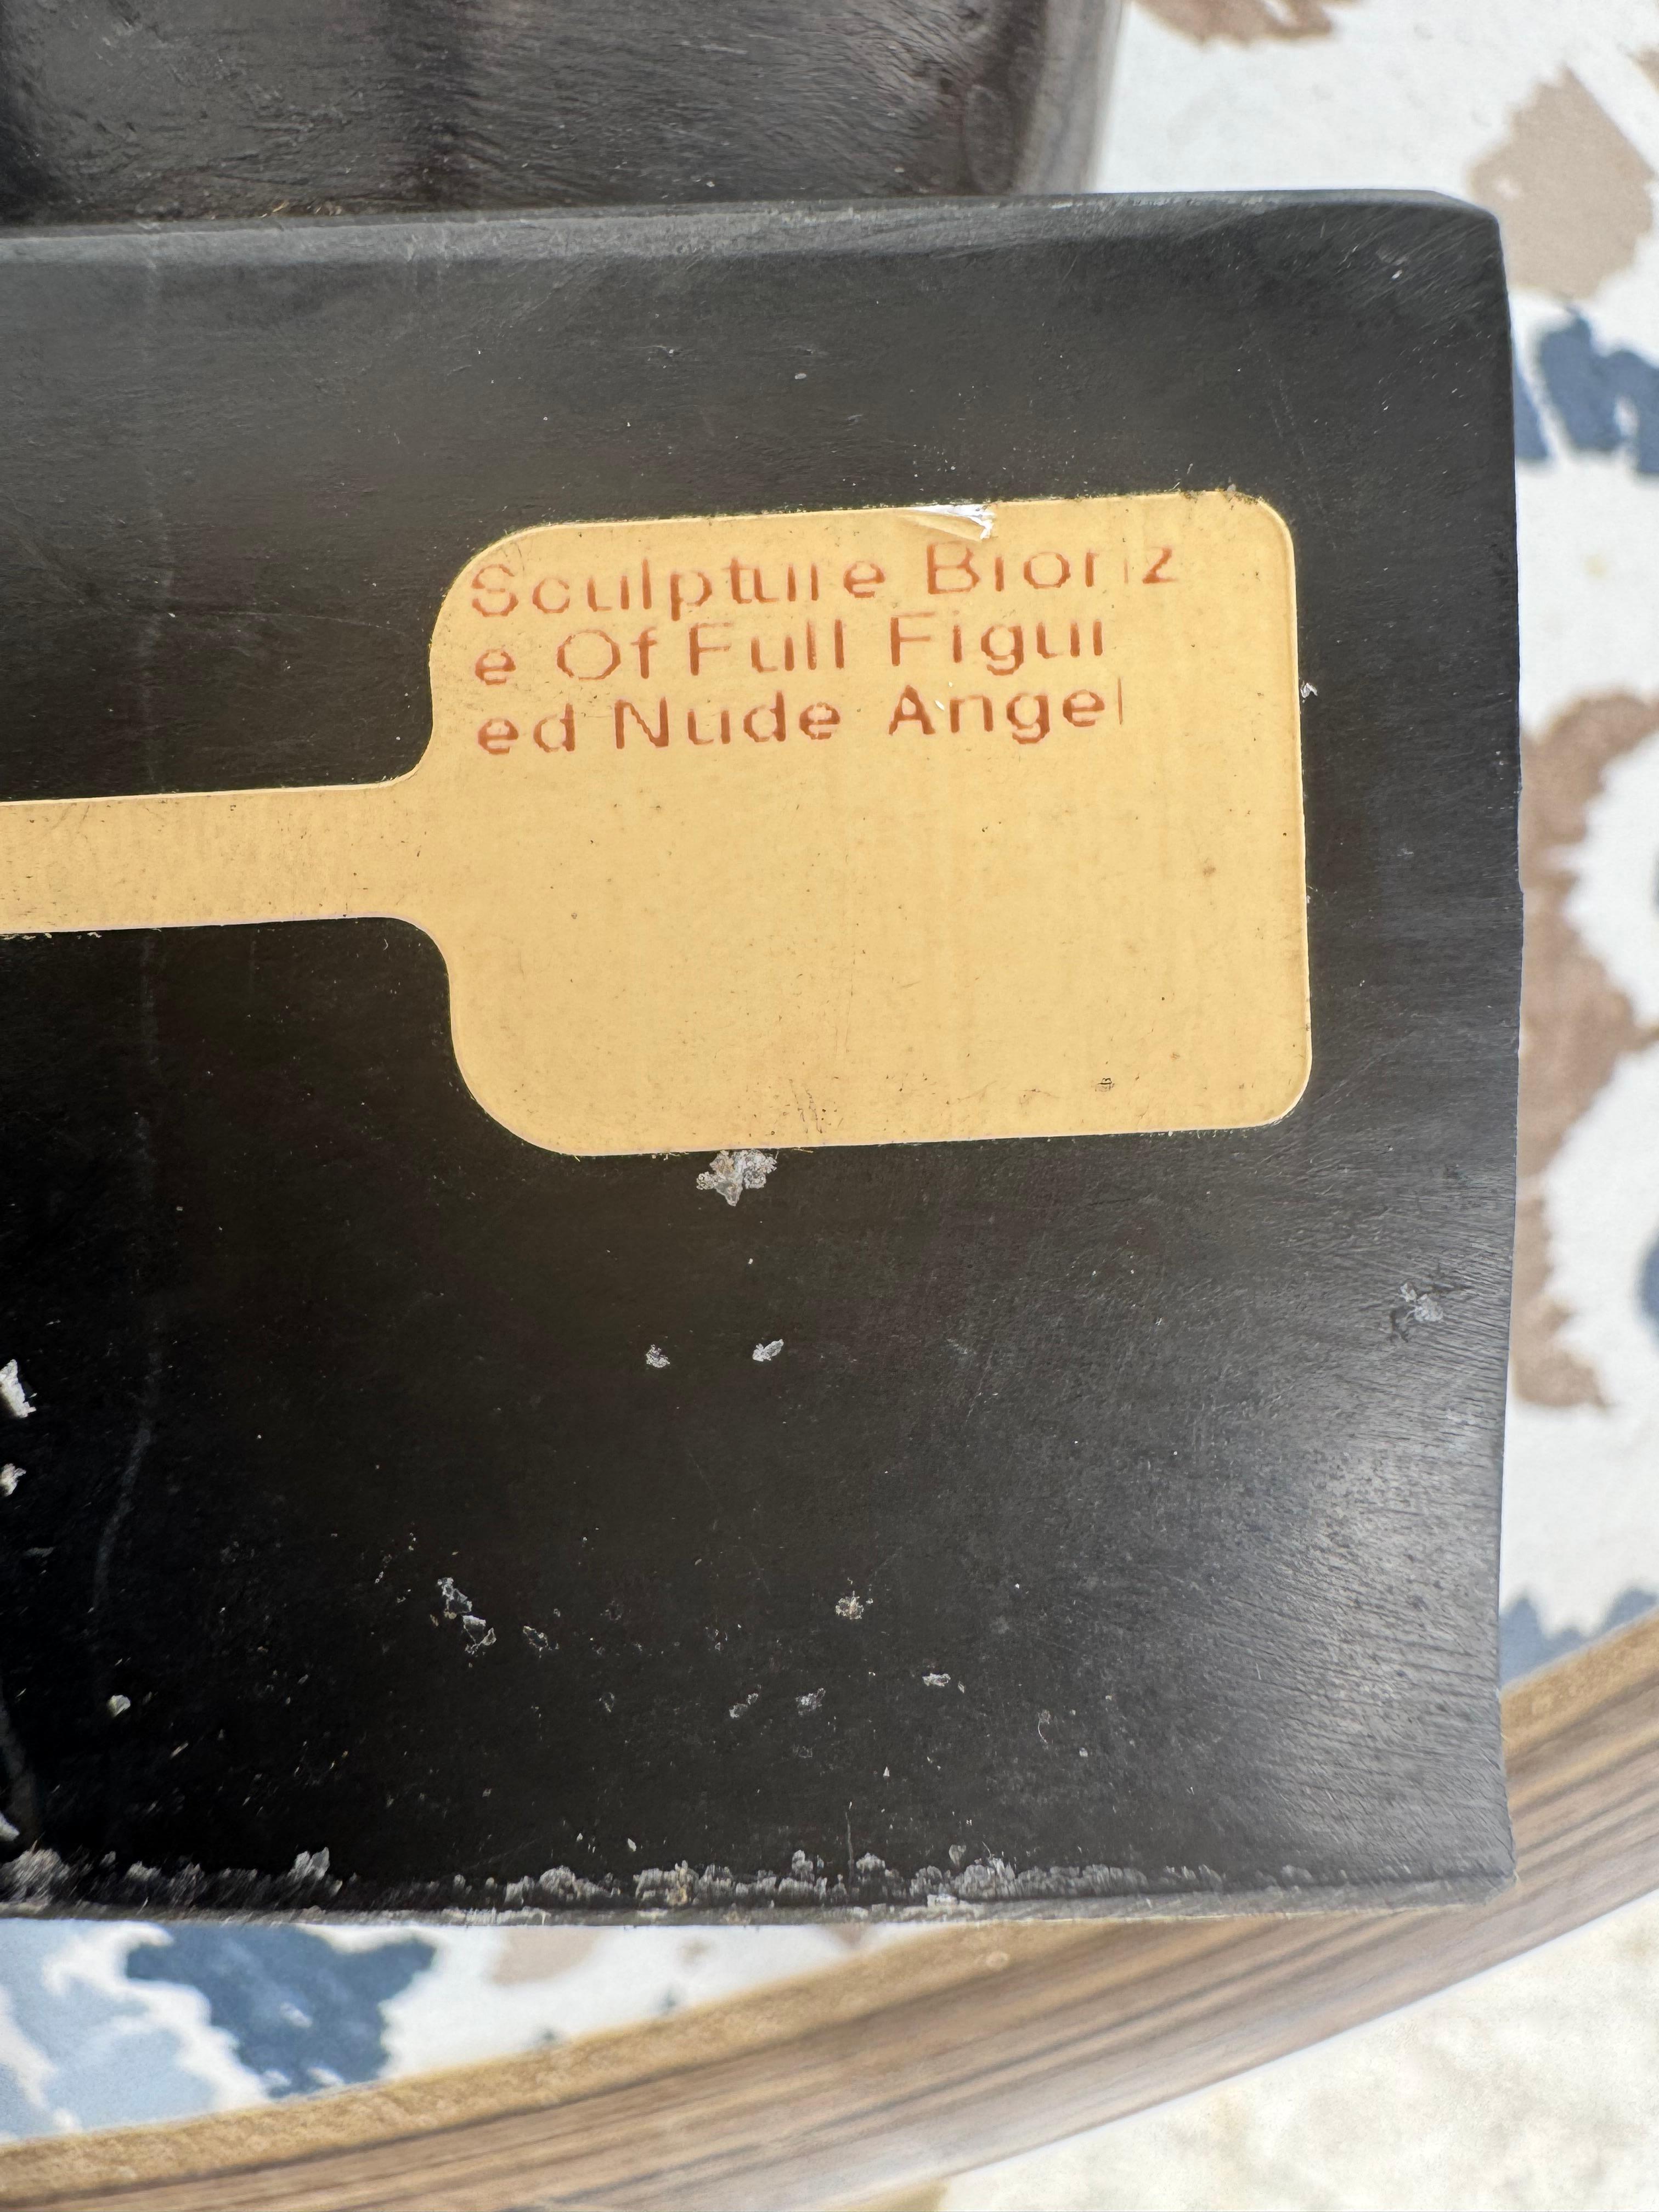 Sculpture Bronz
e Of Full Figur
ed Nude Angel